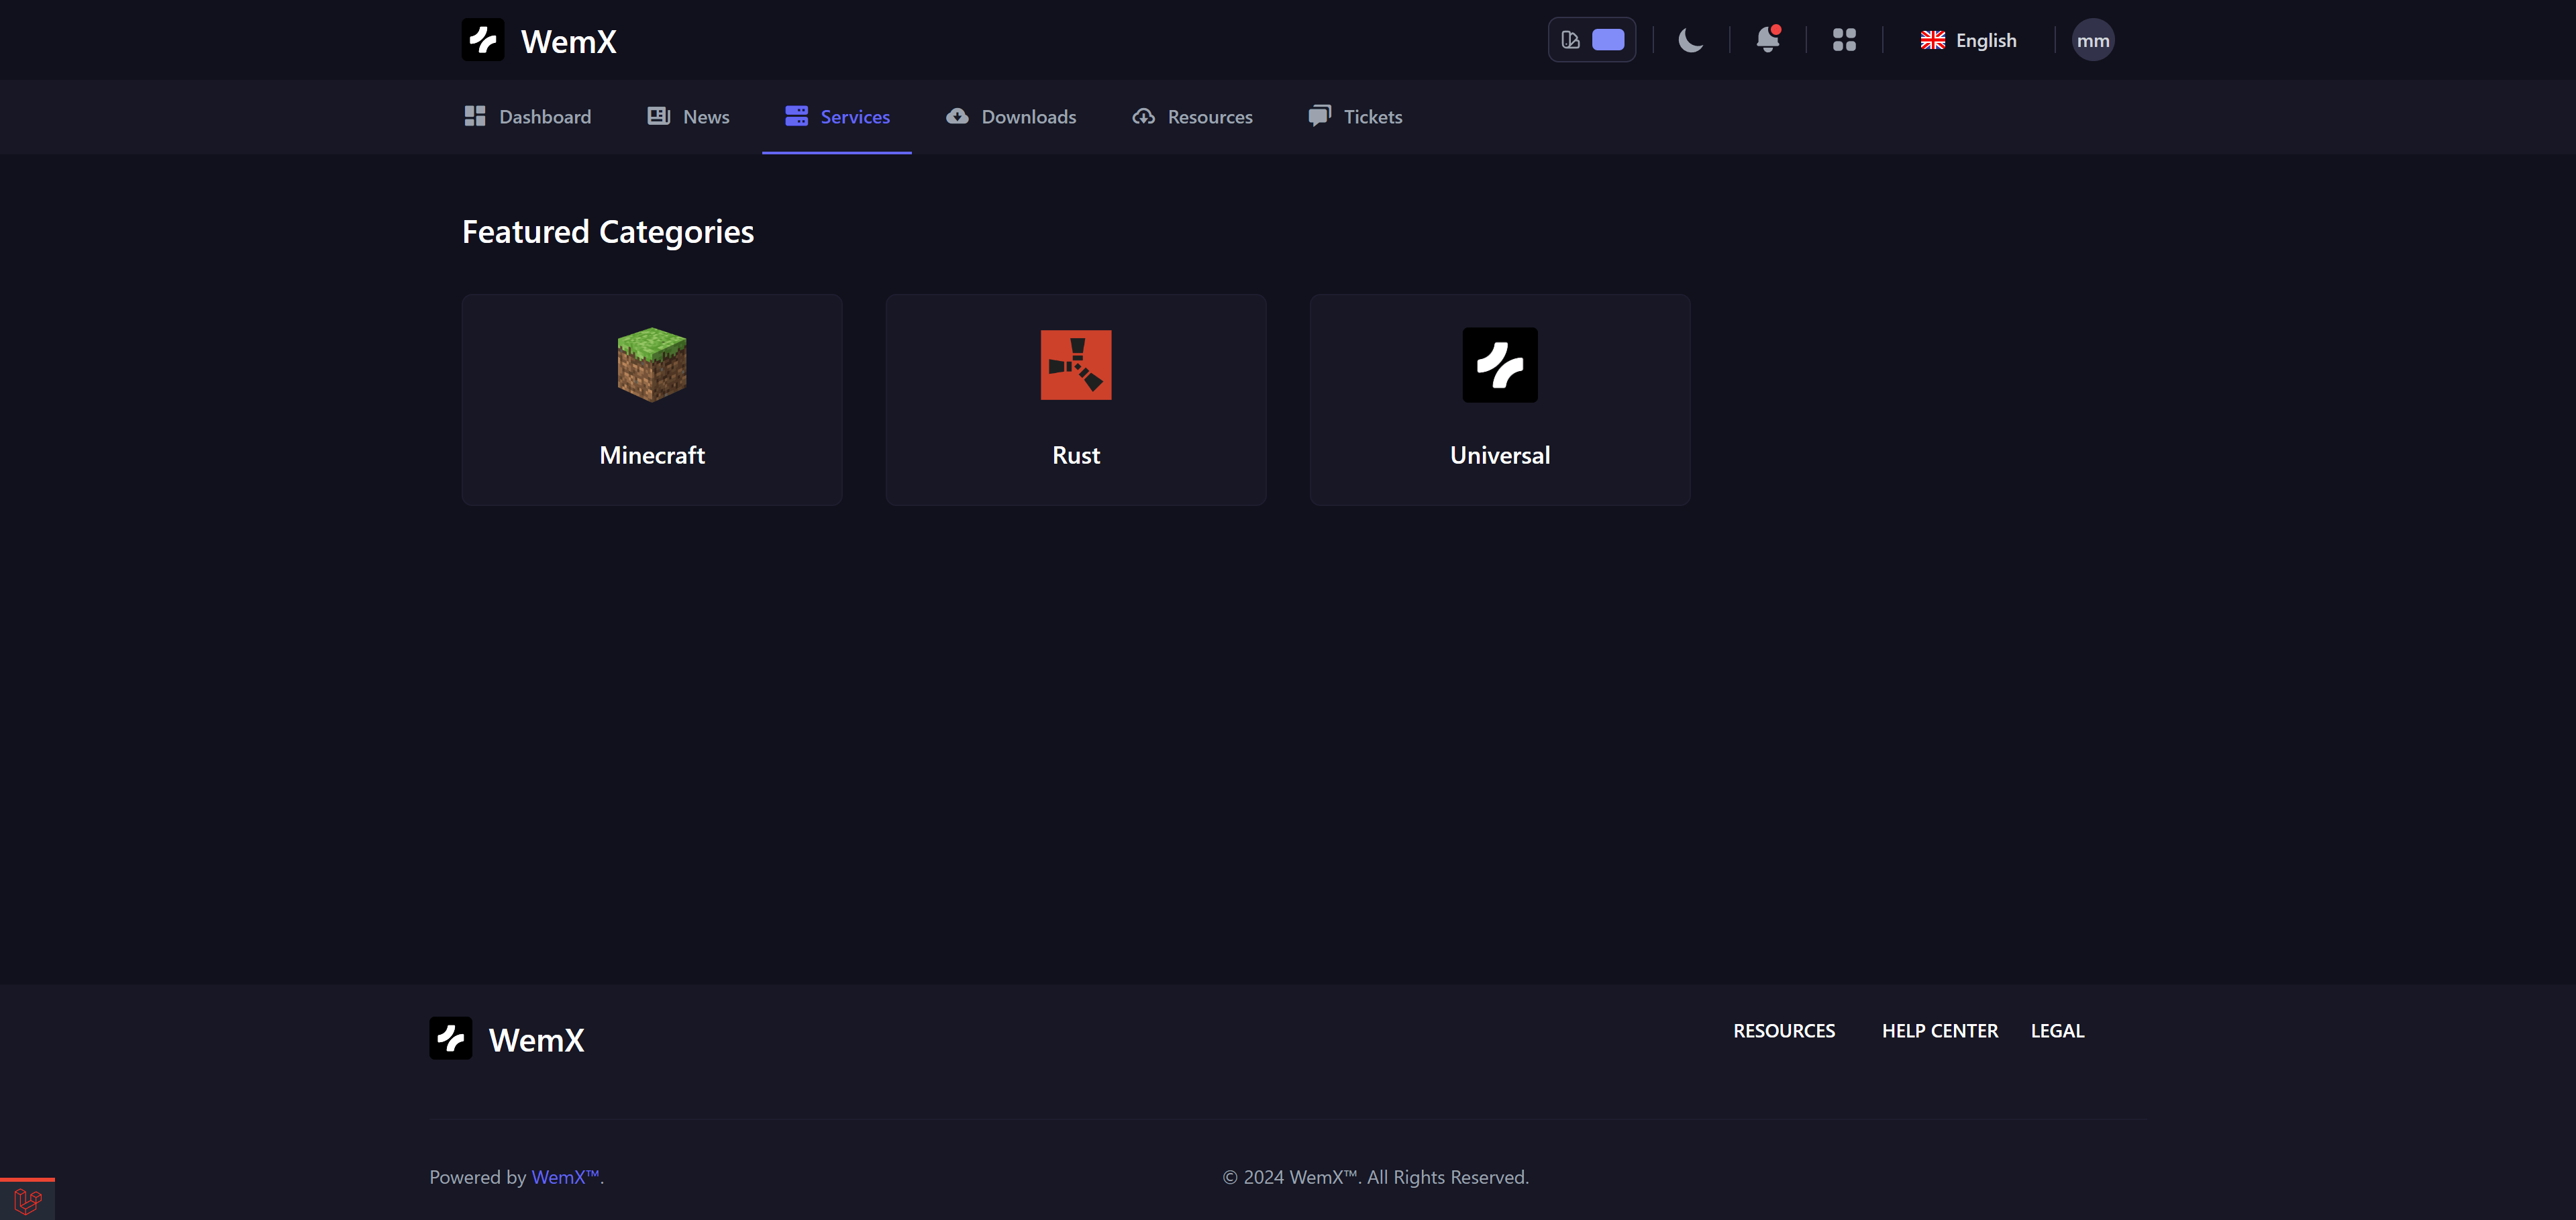 WemX
English
mm
Dashboard
News
Services
Downloads
Resources
Tickets
Featured Categories
Minecraft
Rust
Universal
WemX
RESOURCES
HELP CENTER
LEGAL
Powered by WemX™.
© 2024 WemX™. All Rights Reserved.